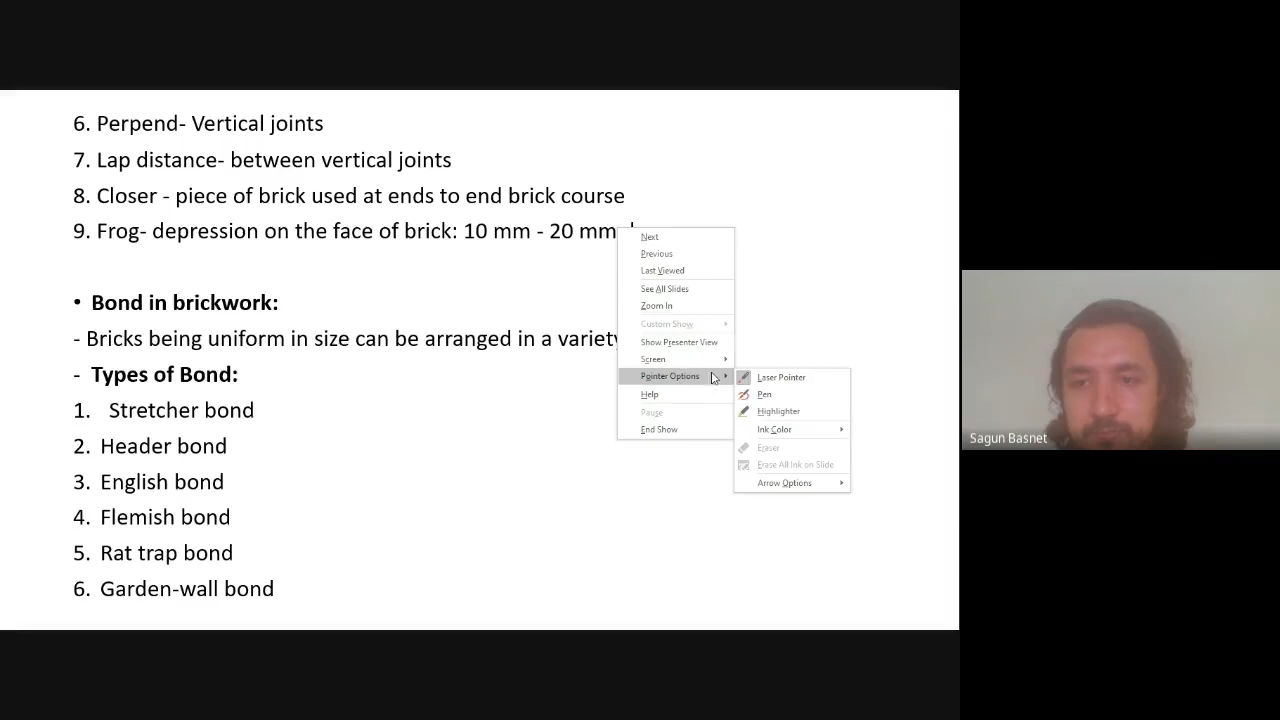 6. Perpend- Vertical joints
7. Lap distance- between vertical joints
8. Closer - piece of brick used at ends to end brick course
9. Frog- depression on the face of brick: 10 mm - 20 mm
• Bond in brickwork:
- Bricks being uniform in size can be arranged in a variety
- Types of Bond:
1. Stretcher bond
2. Header bond
3. English bond
4. Flemish bond
5. Rat trap bond
6. Garden-wall bond
Next
Previous
Last Viewed
See All Slides
Zoom In
Custom Show
Show Presenter View
Screen
Pointer Options
Help
Pause
End Show
Laser Pointer
Pen
Highlighter
Ink Color
Eraser
Erase All Ink on Slide
Arrow Options
Sagun Basnet